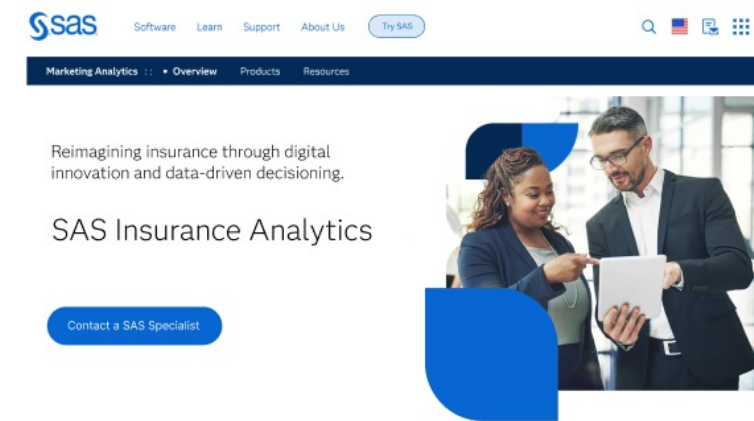 sas
Software Learn Support About Us Try SAS
Marketing Analytics :: • Overview Products Resources
Reimagining insurance through digital
innovation and data-driven decisioning.
SAS Insurance Analytics
Contact a SAS Specialist